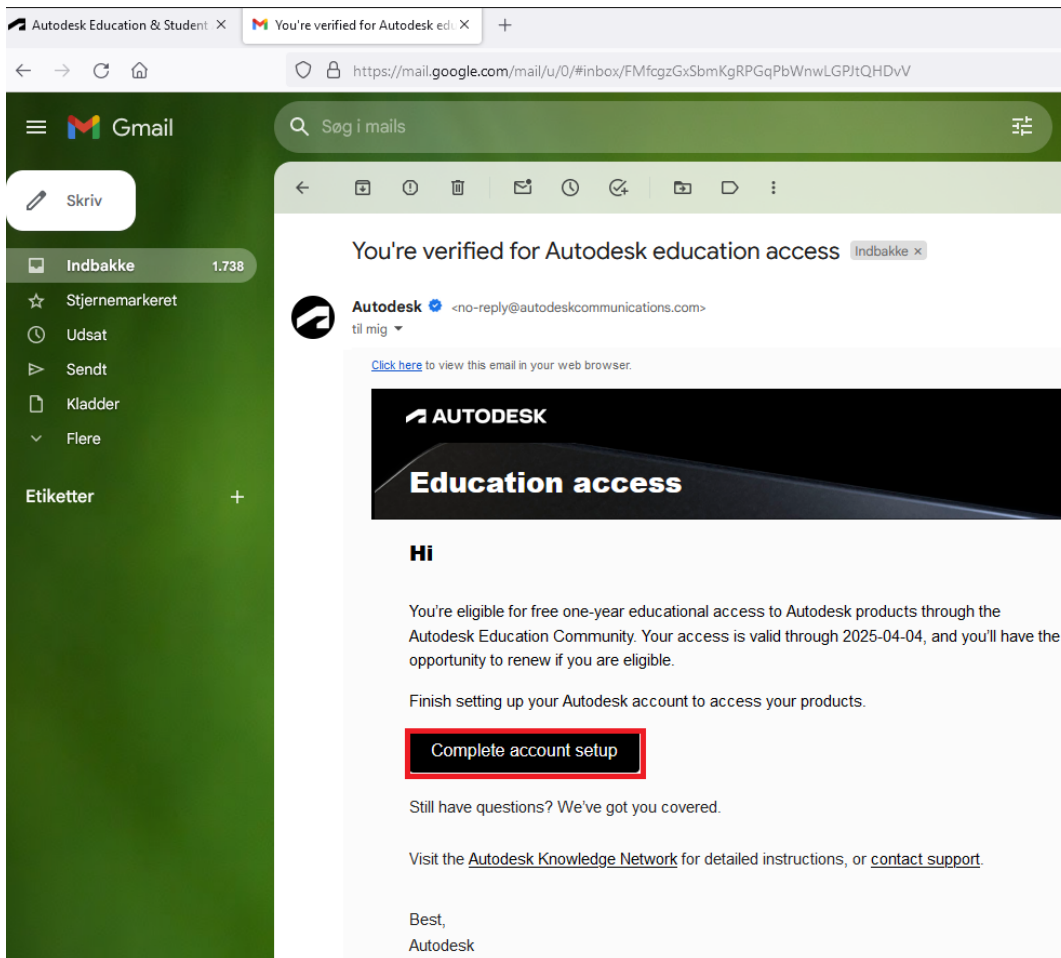 Autodesk Education & Student
You're verified for Autodesk edu
https://mail.google.com/mail/u/0/#inbox/FMfcgzGxSbmKgRPGqPbWnwLGPJtQHDvV
Gmail
Søg i mails
Skriv
Indbakke 1.738
Stjernemarkeret
Udsat
Sendt
Kladder
Flere
Etiketter +
You're verified for Autodesk education access Indbakke ×
Autodesk <no-reply@autodeskcommunications.com>
til mig
Click here to view this email in your web browser.
AUTODESK
Education access
Hi
You're eligible for free one-year educational access to Autodesk products through the
Autodesk Education Community. Your access is valid through 2025-04-04, and you'll have the
opportunity to renew if you are eligible.
Finish setting up your Autodesk account to access your products.
Complete account setup
Still have questions? We've got you covered.
Visit the Autodesk Knowledge Network for detailed instructions, or contact support.
Best,
Autodesk